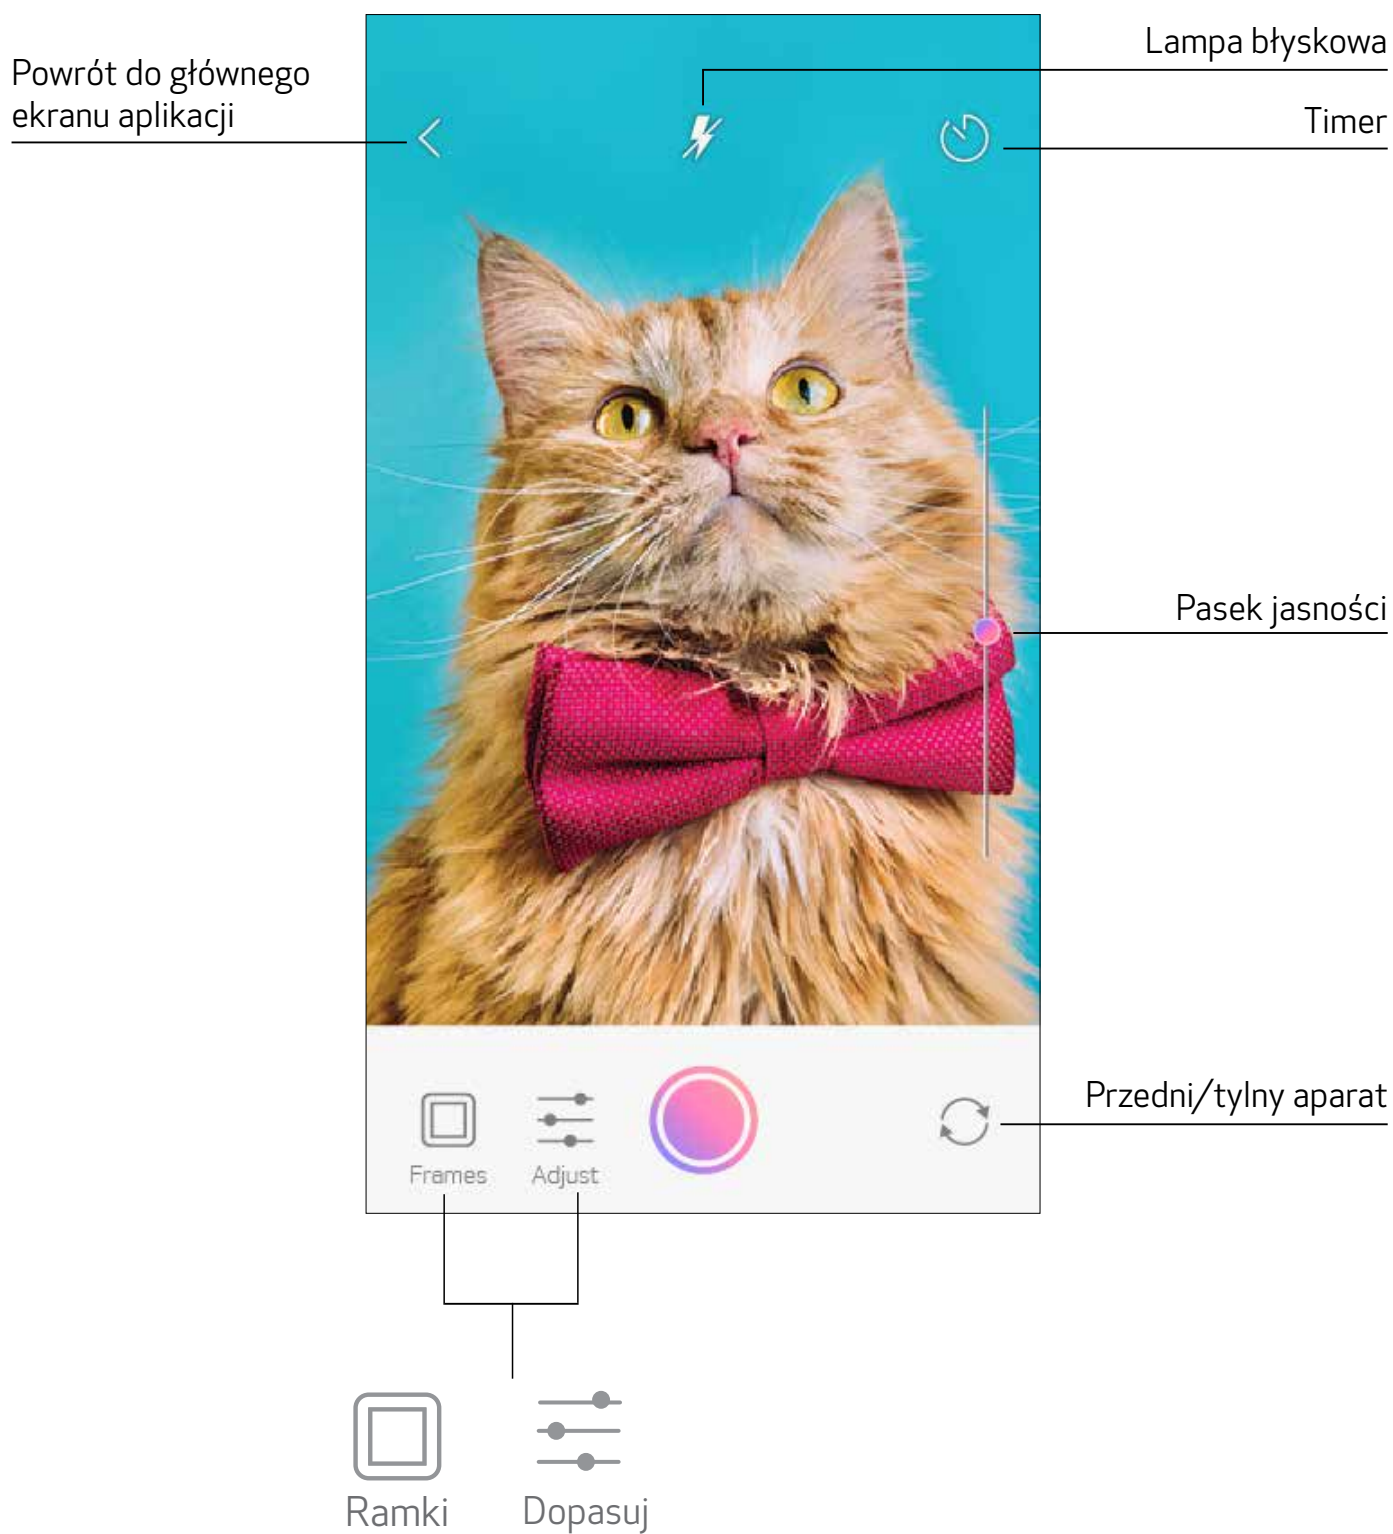 Lampa błyskowa
Powrót do głównego
ekranu aplikacji
Timer
Pasek jasności
Przedni/tylny aparat
Frames
Adjust
Ramki
Dopasuj